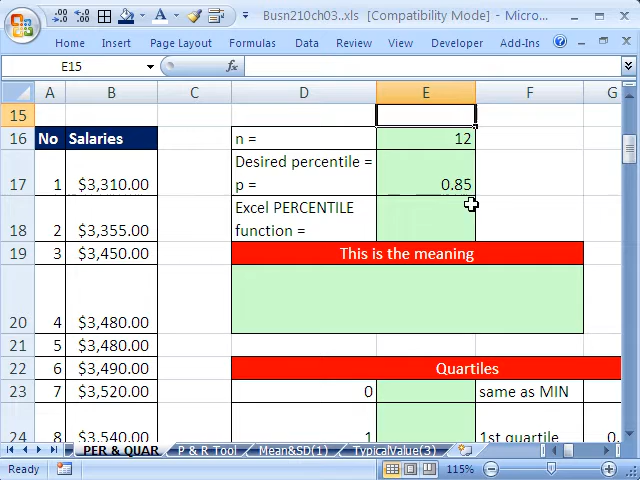 Busn210ch03..xls [Compatibility Mode] - Micro...
Home Insert Page Layout Formulas Data Review View Developer Add-Ins
E15 fx
A B C D E F G
15
16 No Salaries n = 12
17 1 $3,310.00 Desired percentile = p = 0.85
18 2 $3,355.00 Excel PERCENTILE function =
19 3 $3,450.00 This is the meaning
20 4 $3,480.00
21 5 $3,480.00
22 6 $3,490.00 Quartiles
23 7 $3,520.00 0 same as MIN
24 8 $3,540.00 1 1st quartile 0.
PER & QUAR P & R Tool Mean&SD(1) TypicalValue(3)
Ready 115%